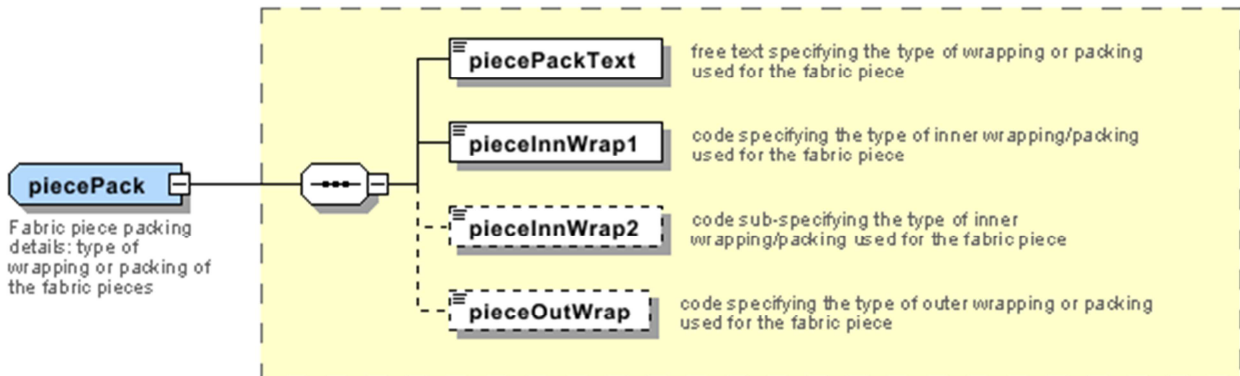 piecePackText
free text specifying the type of wrapping or packing
used for the fabric piece
pieceInnWrap1
code specifying the type of inner wrapping/packing
used for the fabric piece
piecePack
Fabric piece packing
details: type of
wrapping or packing of
the fabric pieces
pieceInnWrap2
code sub-specifying the type of inner
wrapping/packing used for the fabric piece
pieceOutWrap
code specifying the type of outer wrapping or packing
used for the fabric piece